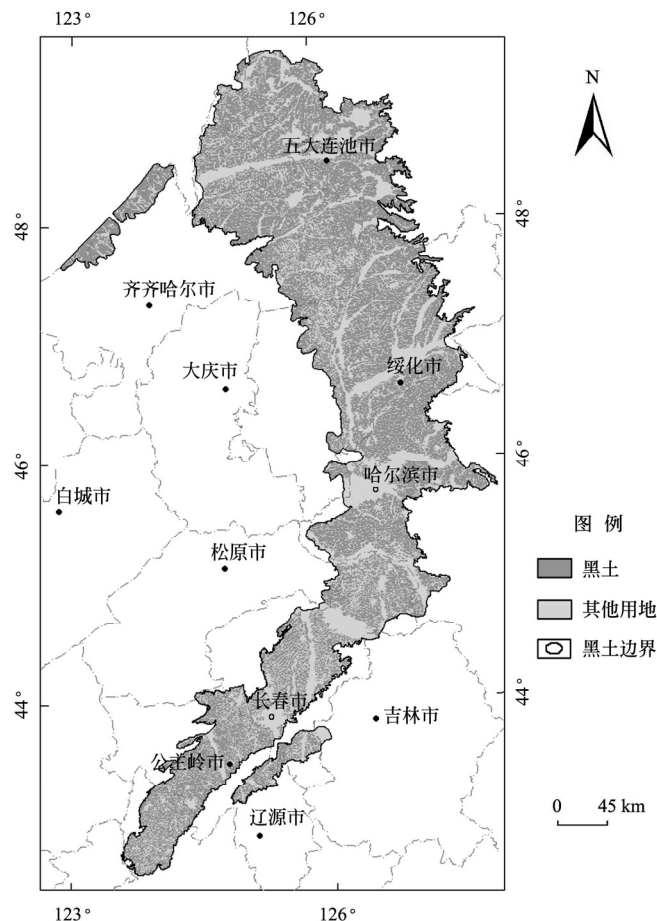 123°
126°
N
五大连池市
48°
48°
齐齐哈尔市
大庆市
绥化市
46°
46°
哈尔滨市
白城市
图 例
松原市
黑土
其他用地
黑土边界
44°
44°
长春市
吉林市
公主岭市
辽源市
0 45 km
123°
126°